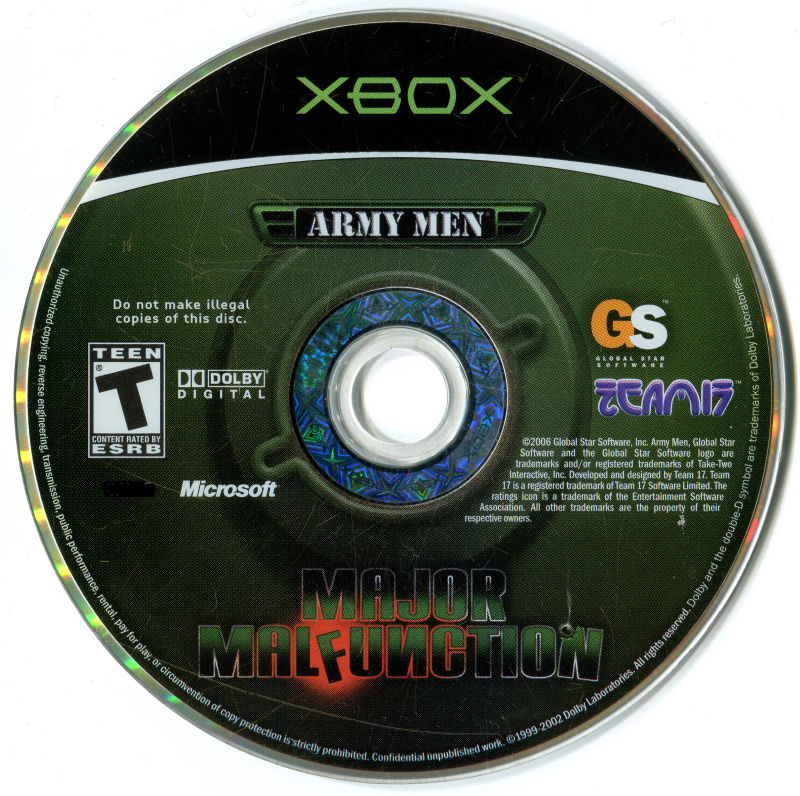 XBOX
ARMY MEN
Do not make illegal
copies of this disc.
TEEN
T
CONTENT RATED BY
ESRB
DOLBY
DIGITAL
Microsoft
GS™
GLOBAL STAR
SOFTWARE
TEAM17™
©2006 Global Star Software, Inc. Army Men, Global Star
Software and the Global Star Software logo are
trademarks and/or registered trademarks of Take-Two
Interactive, Inc. Developed and designed by Team 17. Team
17 is a registered trademark of Team 17 Software Limited. The
ratings icon is a trademark of the Entertainment Software
Association. All other trademarks are the property of their
respective owners.
MAJOR
MALFUNCTION
Unauthorized copying, reverse engineering, transmission, public performance, rental, pay for play, or circumvention of copy protection is strictly prohibited. Confidential unpublished work. ©1999-2002 Dolby Laboratories. All rights reserved. Dolby and the double-D symbol are trademarks of Dolby Laboratories.